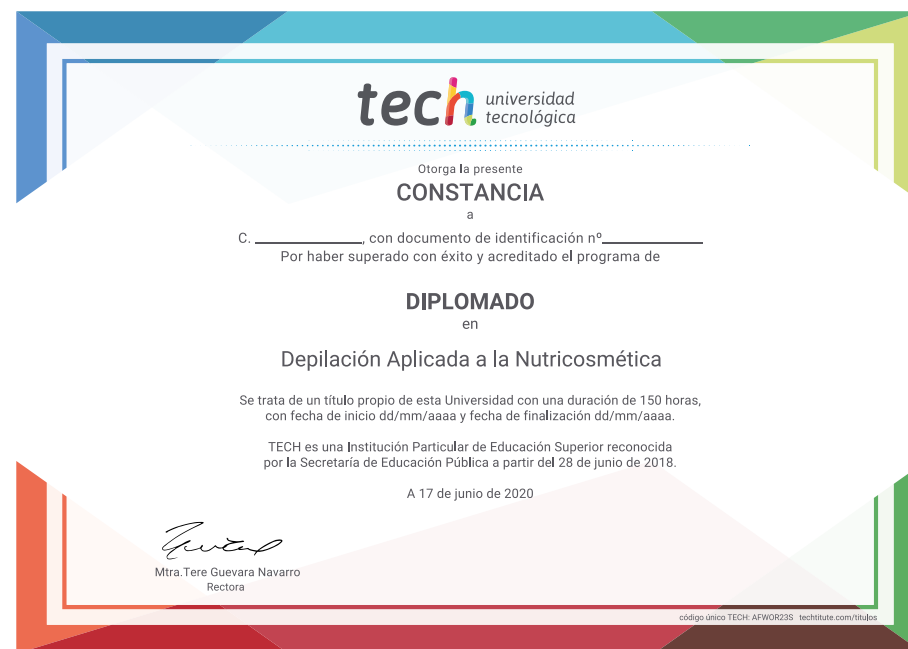 tech universidad
tecnológica
Otorga la presente
CONSTANCIA
a
C. ____________, con documento de identificación nº____________
Por haber superado con éxito y acreditado el programa de
DIPLOMADO
en
Depilación Aplicada a la Nutricosmética
Se trata de un título propio de esta Universidad con una duración de 150 horas,
con fecha de inicio dd/mm/aaaa y fecha de finalización dd/mm/aaaa.
TECH es una Institución Particular de Educación Superior reconocida
por la Secretaría de Educación Pública a partir del 28 de junio de 2018.
A 17 de junio de 2020
Mtra.Tere Guevara Navarro
Rectora
código único TECH: AFWOR23S techtitute.com/titulos